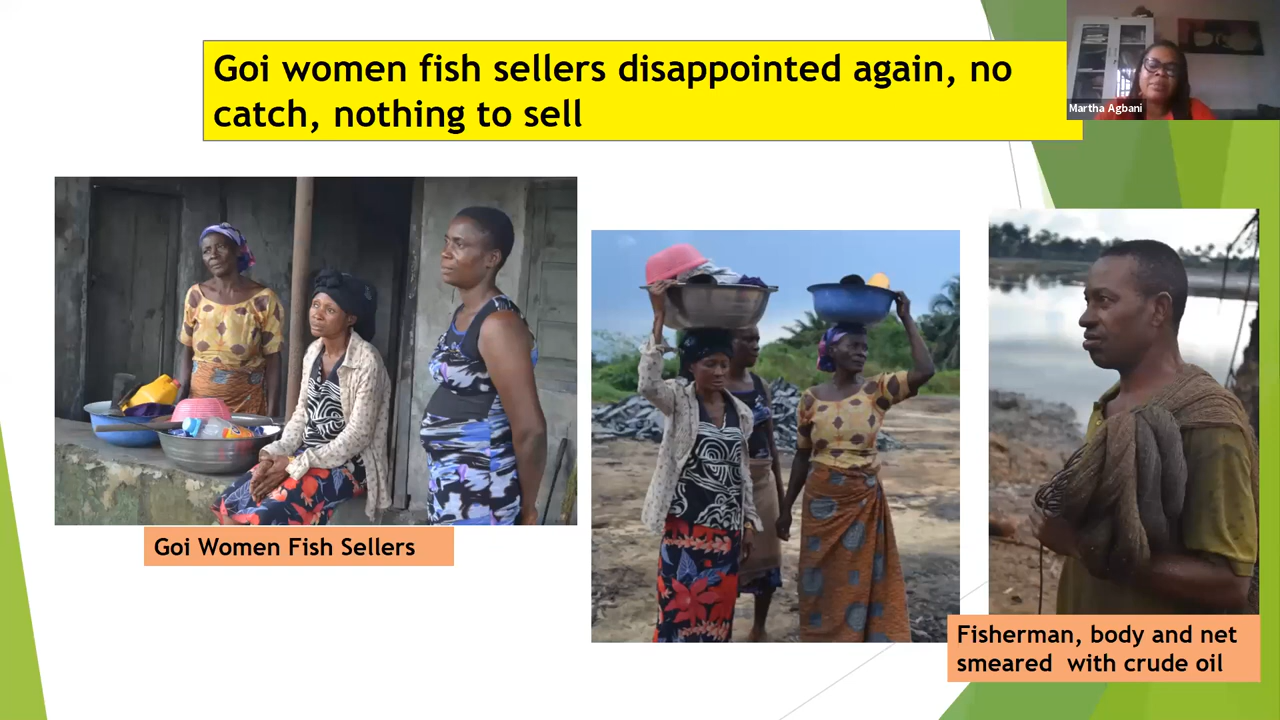 Goi women fish sellers disappointed again, no
catch, nothing to sell
Martha Agbani
Goi Women Fish Sellers
Fisherman, body and net
smeared  with crude oil